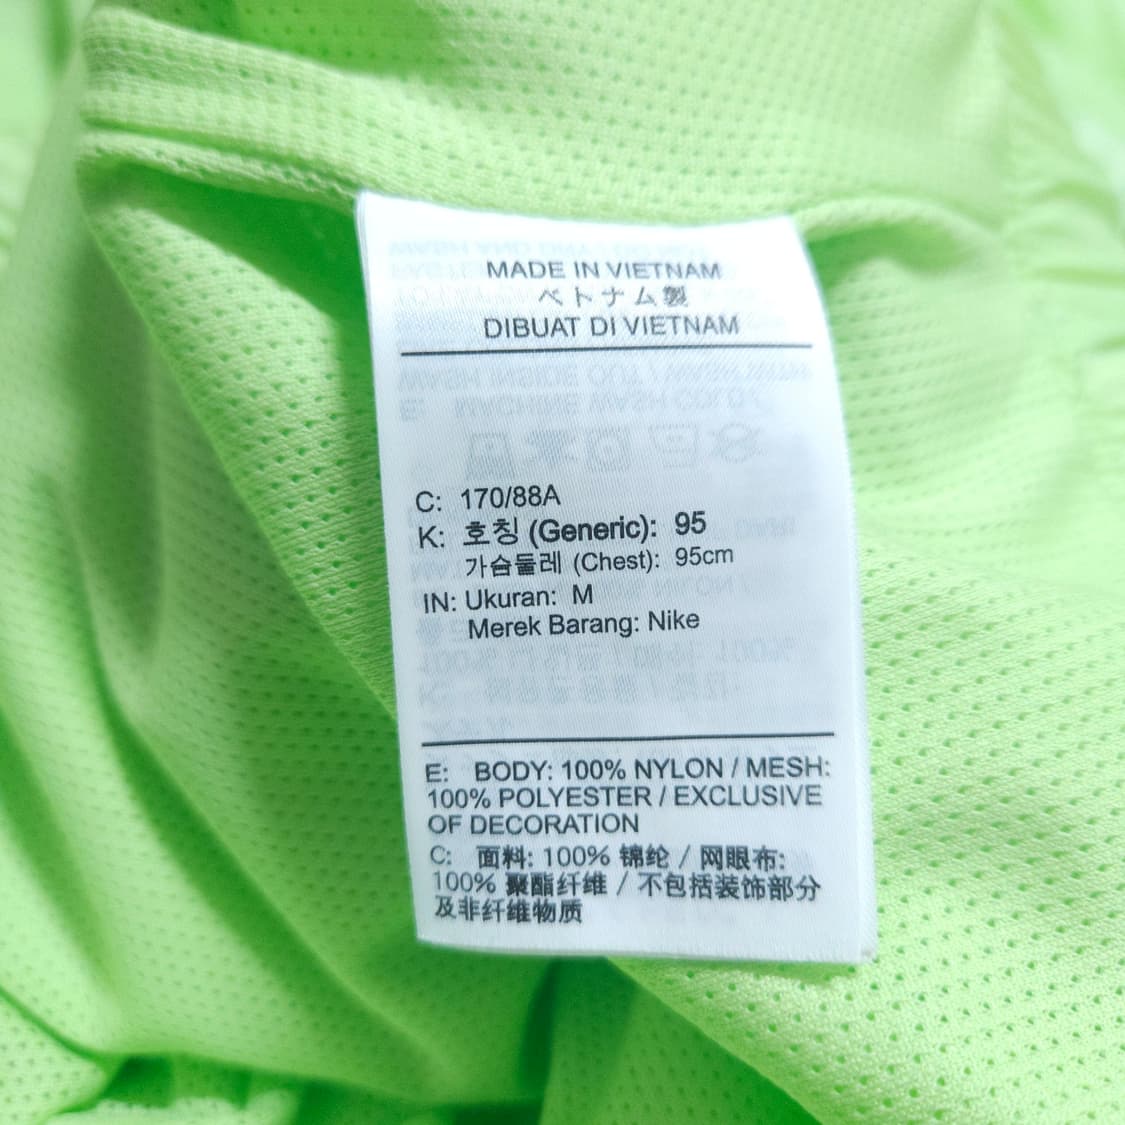 MADE IN VIETNAM
ベトナム製
DIBUAT DI VIETNAM
C: 170/88A
K: 호칭 (Generic): 95
가슴둘레 (Chest): 95cm
IN: Ukuran: M
Merek Barang: Nike
E: BODY: 100% NYLON / MESH:
100% POLYESTER / EXCLUSIVE
OF DECORATION
C: 面料: 100% 锦纶 / 网眼布:
100% 聚酯纤维 / 不包括装饰部分
及非纤维物质